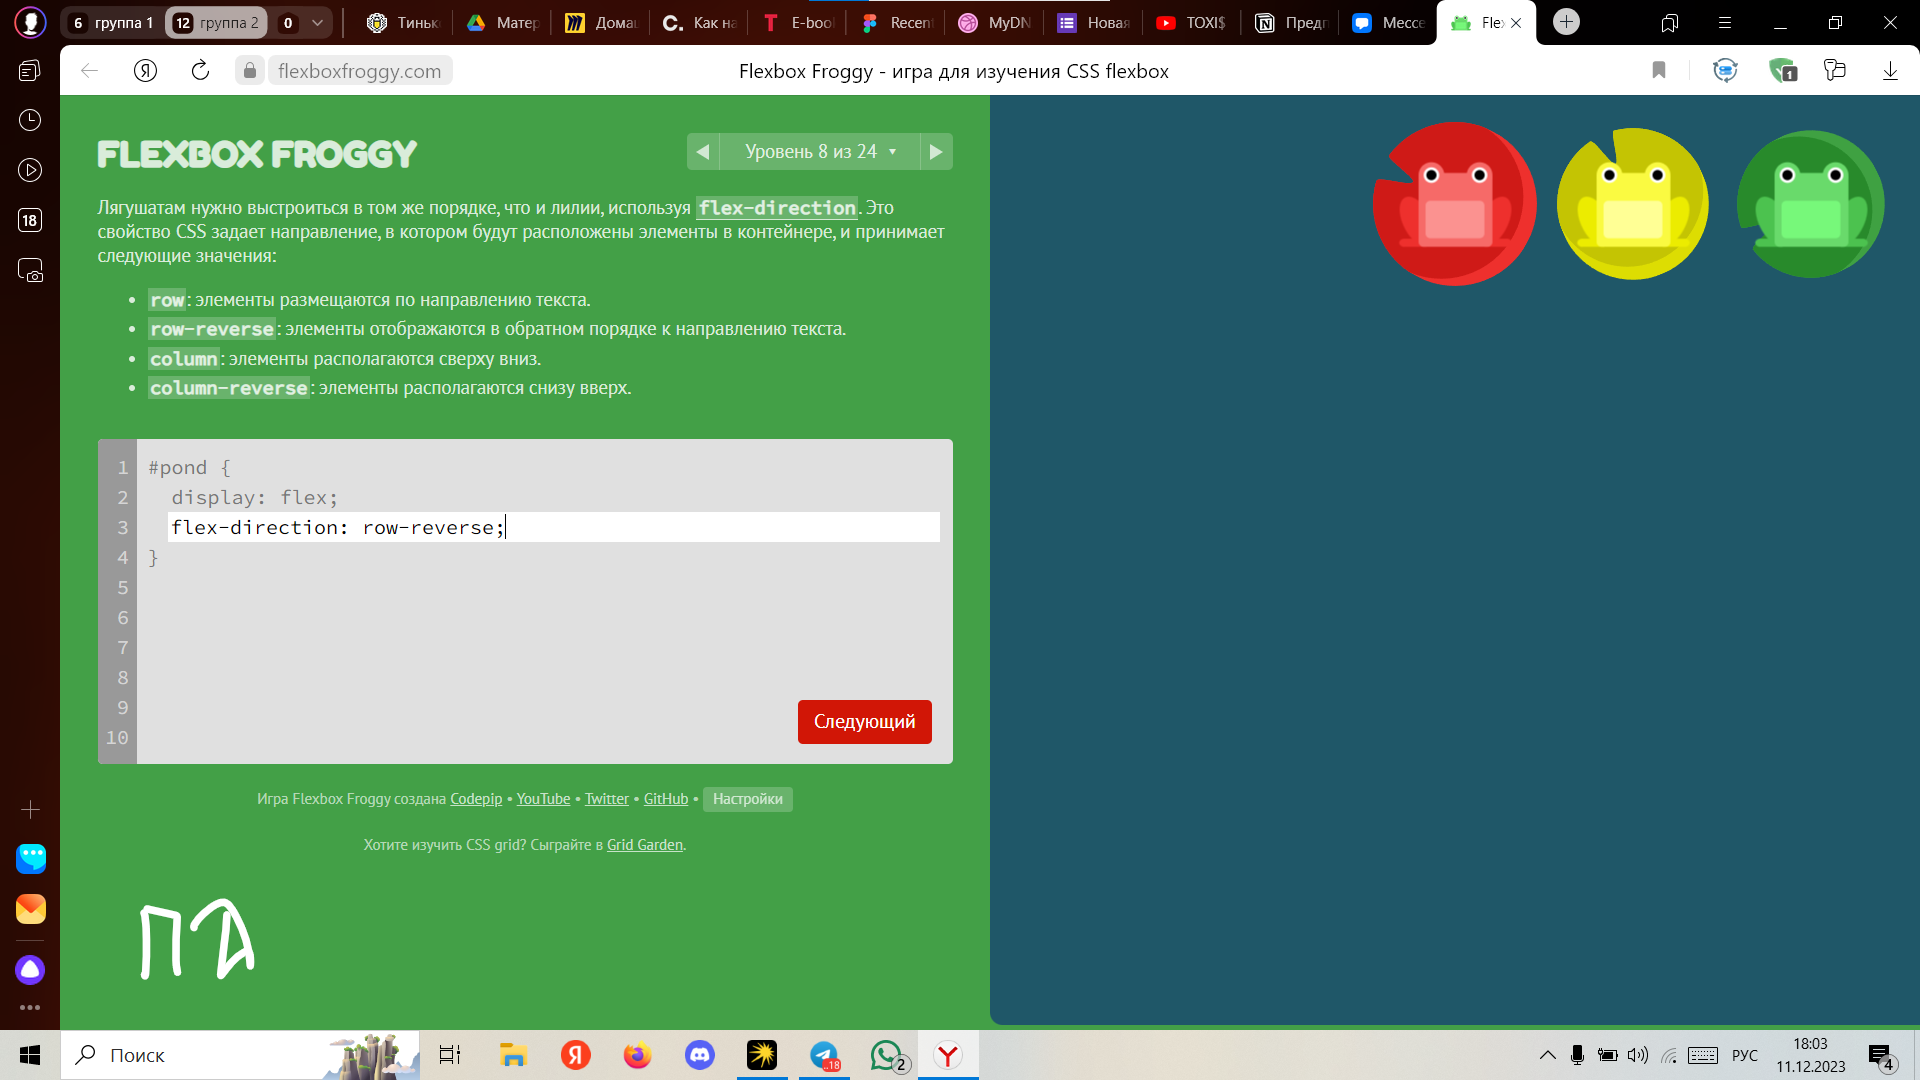 6 группа 1 12 группа 2 0 Тинь Матер Дома Как на E-bool Recent MyDN Новая TOXI$ Предп Мессе Flex
flexboxfroggy.com Flexbox Froggy - игра для изучения CSS flexbox 1
18
FLEXBOX FROGGY
Уровень 8 из 24
Лягушатам нужно выстроиться в том же порядке, что и лилии, используя flex-direction. Это
свойство CSS задает направление, в котором будут расположены элементы в контейнере, и принимает
следующие значения:
• row: элементы размещаются по направлению текста.
• row-reverse: элементы отображаются в обратном порядке к направлению текста.
• column: элементы располагаются сверху вниз.
• column-reverse: элементы располагаются снизу вверх.
1 #pond {
2 display: flex;
3 flex-direction: row-reverse;
4 }
5
6
7
8
9
10
Следующий
Игра Flexbox Froggy создана Codepip • YouTube • Twitter • GitHub • Настройки
Хотите изучить CSS grid? Сыграйте в Grid Garden.
ПД
Поиск
..18
2
РУС
18:03
11.12.2023
4